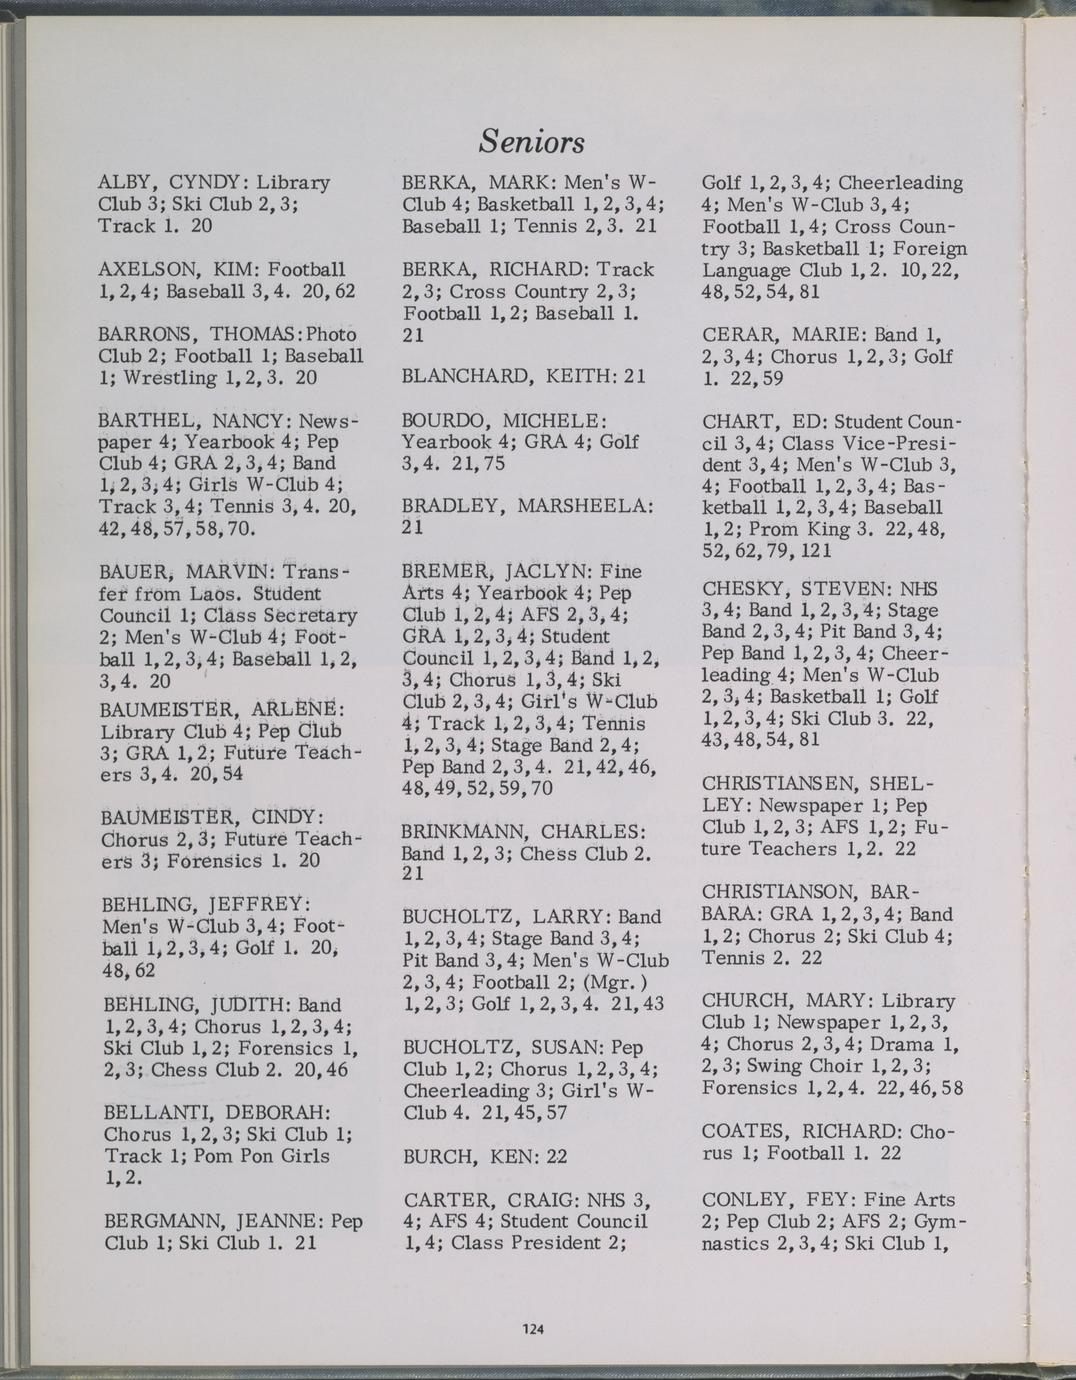 Seniors
ALBY, CYNDY: Library
Club 3; Ski Club 2, 3;
Track 1. 20
AXELSON, KIM: Football
1, 2, 4; Baseball 3, 4. 20, 62
BARRONS, THOMAS: Photo
Club 2; Football 1; Baseball
1; Wrestling 1, 2, 3. 20
BARTHEL, NANCY: News-
paper 4; Yearbook 4; Pep
Club 4; GRA 2, 3, 4; Band
1, 2, 3, 4; Girls W-Club 4;
Track 3, 4; Tennis 3, 4. 20,
42, 48, 57, 58, 70.
BAUER, MARVIN: Trans-
fer from Laos. Student
Council 1; Class Secretary
2; Men's W-Club 4; Foot-
ball 1, 2, 3, 4; Baseball 1, 2,
3, 4. 20
BAUMEISTER, ARLENE:
Library Club 4; Pep Club
3; GRA 1, 2; Future Teach-
ers 3, 4. 20, 54
BAUMEISTER, CINDY:
Chorus 2, 3; Future Teach-
ers 3; Forensics 1. 20
BEHLING, JEFFREY:
Men's W-Club 3, 4; Foot-
ball 1, 2, 3, 4; Golf 1. 20,
48, 62
BEHLING, JUDITH: Band
1, 2, 3, 4; Chorus 1, 2, 3, 4;
Ski Club 1, 2; Forensics 1,
2, 3; Chess Club 2. 20, 46
BELLANTI, DEBORAH:
Chorus 1, 2, 3; Ski Club 1;
Track 1; Pom Pon Girls
1, 2.
BERGMANN, JEANNE: Pep
Club 1; Ski Club 1. 21
BERKA, MARK: Men's W-
Club 4; Basketball 1, 2, 3, 4;
Baseball 1; Tennis 2, 3. 21
BERKA, RICHARD: Track
2, 3; Cross Country 2, 3;
Football 1, 2; Baseball 1.
21
BLANCHARD, KEITH: 21
BOURDO, MICHELE:
Yearbook 4; GRA 4; Golf
3, 4. 21, 75
BRADLEY, MARSHEELA:
21
BREMER, JACLYN: Fine
Arts 4; Yearbook 4; Pep
Club 1, 2, 4; AFS 2, 3, 4;
GRA 1, 2, 3, 4; Student
Council 1, 2, 3, 4; Band 1, 2,
3, 4; Chorus 1, 3, 4; Ski
Club 2, 3, 4; Girl's W-Club
4; Track 1, 2, 3, 4; Tennis
1, 2, 3, 4; Stage Band 2, 4;
Pep Band 2, 3, 4. 21, 42, 46,
48, 49, 52, 59, 70
BRINKMANN, CHARLES:
Band 1, 2, 3; Chess Club 2.
21
BUCHOLTZ, LARRY: Band
1, 2, 3, 4; Stage Band 3, 4;
Pit Band 3, 4; Men's W-Club
2, 3, 4; Football 2; (Mgr. )
1, 2, 3; Golf 1, 2, 3, 4. 21, 43
BUCHOLTZ, SUSAN: Pep
Club 1, 2; Chorus 1, 2, 3, 4;
Cheerleading 3; Girl's W-
Club 4. 21, 45, 57
BURCH, KEN: 22
CARTER, CRAIG: NHS 3,
4; AFS 4; Student Council
1, 4; Class President 2;
Golf 1, 2, 3, 4; Cheerleading
4; Men's W-Club 3, 4;
Football 1, 4; Cross Coun-
try 3; Basketball 1; Foreign
Language Club 1, 2. 10, 22,
48, 52, 54, 81
CERAR, MARIE: Band 1,
2, 3, 4; Chorus 1, 2, 3; Golf
1. 22, 59
CHART, ED: Student Coun-
cil 3, 4; Class Vice-Presi-
dent 3, 4; Men's W-Club 3,
4; Football 1, 2, 3, 4; Bas-
ketball 1, 2, 3, 4; Baseball
1, 2; Prom King 3. 22, 48,
52, 62, 79, 121
CHESKY, STEVEN: NHS
3, 4; Band 1, 2, 3, 4; Stage
Band 2, 3, 4; Pit Band 3, 4;
Pep Band 1, 2, 3, 4; Cheer-
leading 4; Men's W-Club
2, 3, 4; Basketball 1; Golf
1, 2, 3, 4; Ski Club 3. 22,
43, 48, 54, 81
CHRISTIANSEN, SHEL-
LEY: Newspaper 1; Pep
Club 1, 2, 3; AFS 1, 2; Fu-
ture Teachers 1, 2. 22
CHRISTIANSON, BAR-
BARA: GRA 1, 2, 3, 4; Band
1, 2; Chorus 2; Ski Club 4;
Tennis 2. 22
CHURCH, MARY: Library
Club 1; Newspaper 1, 2, 3,
4; Chorus 2, 3, 4; Drama 1,
2, 3; Swing Choir 1, 2, 3;
Forensics 1, 2, 4. 22, 46, 58
COATES, RICHARD: Cho-
rus 1; Football 1. 22
CONLEY, FEY: Fine Arts
2; Pep Club 2; AFS 2; Gym-
nastics 2, 3, 4; Ski Club 1,
124